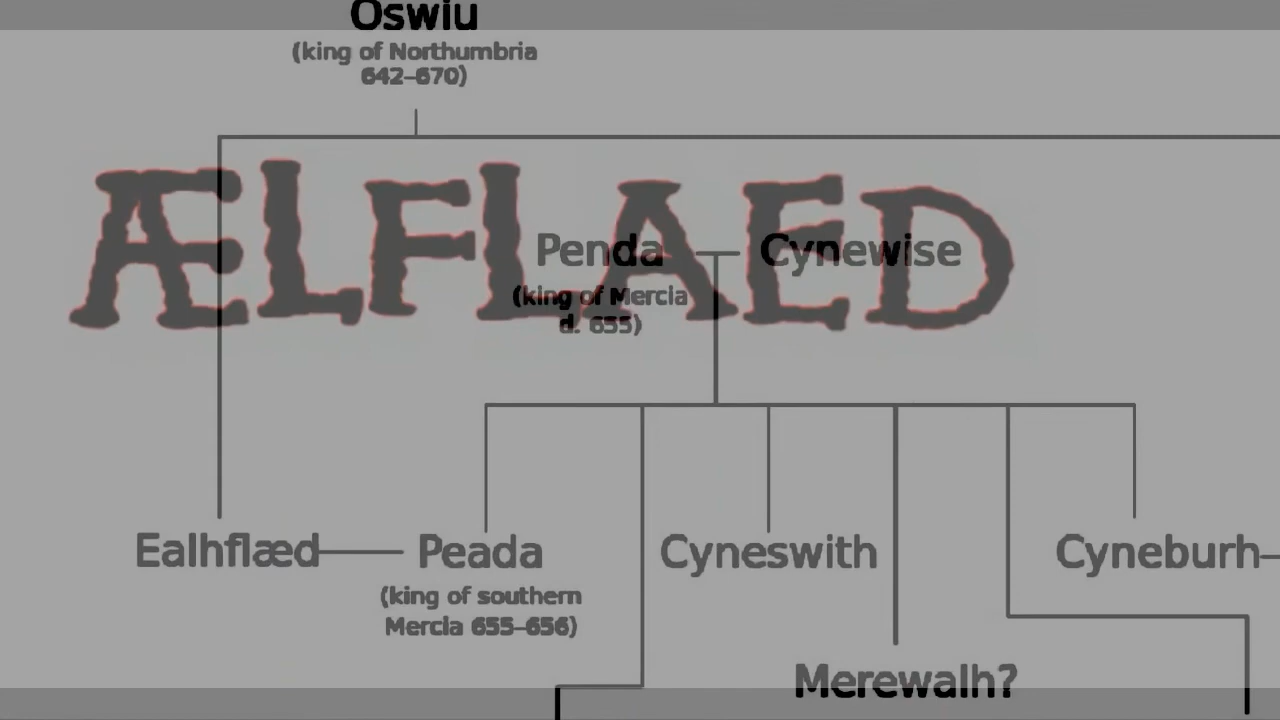 Oswiu
(king of Northumbria
642–670)
ÆLFLAED
Penda Cynewise
(king of Mercia
d. 655)
Ealhflæd Peada Cyneswith Cyneburh
(king of southern
Mercia 655–656)
Merewalh?